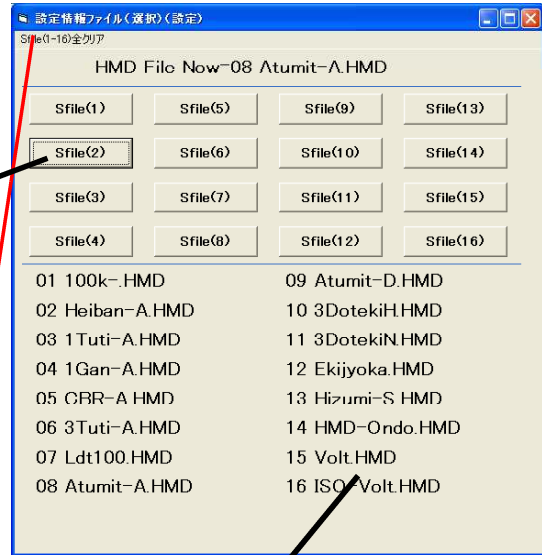 設定情報ファイル(選択)(設定)
Sfile(1-16)全クリア
HMD File Now-08 Atumit-A.HMD
Sfile(1) Sfile(5) Sfile(9) Sfile(13)
Sfile(2) Sfile(6) Sfile(10) Sfile(14)
Sfile(3) Sfile(7) Sfile(11) Sfile(15)
Sfile(4) Sfile(8) Sfile(12) Sfile(16)
01 100k-.HMD
02 Heiban-A.HMD
03 1Tuti-A.HMD
04 1Gan-A.HMD
05 CBR-A.HMD
06 3Tuti-A.HMD
07 Ldt100.HMD
08 Atumit-A.HMD
09 Atumit-D.HMD
10 3DotekiH.HMD
11 3DotekiN.HMD
12 Ekijyoka.HMD
13 Hizumi-S.HMD
14 HMD-Ondo.HMD
15 Volt.HMD
16 ISO-Volt.HMD